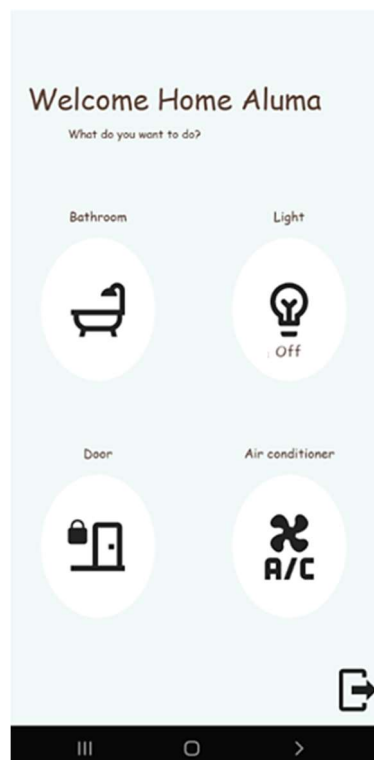 Welcome Home Aluma
What do you want to do?
Bathroom
Light
Off
Door
Air conditioner
A/C